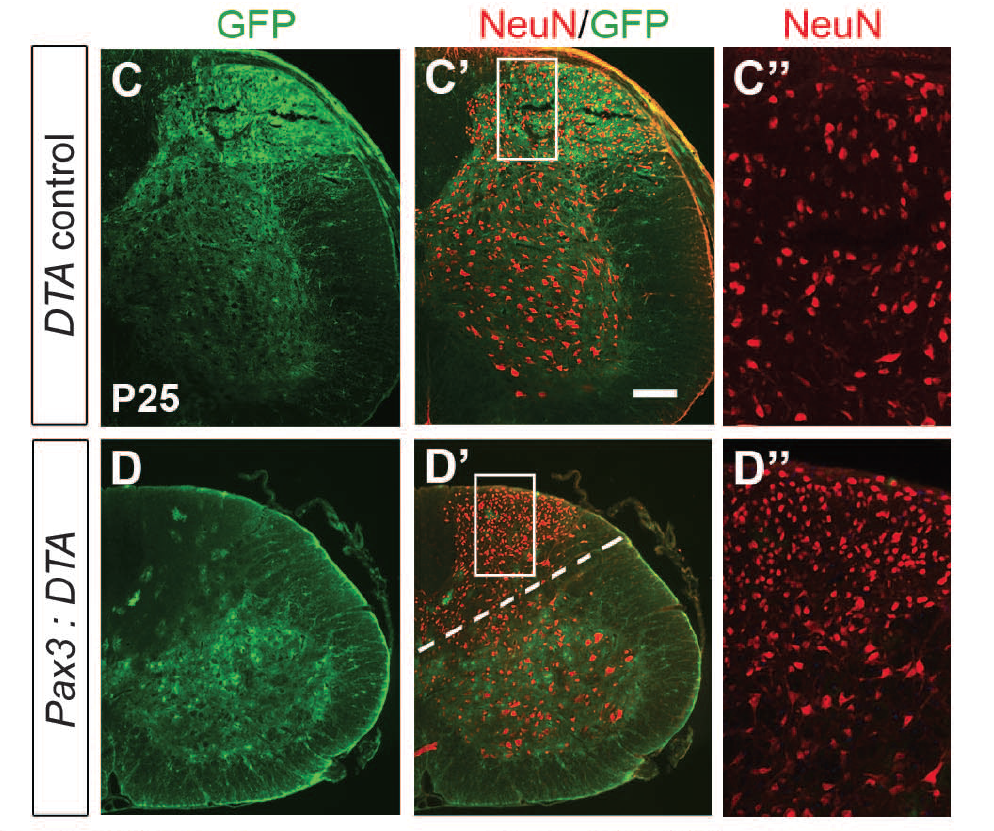 GFP NeuN/GFP NeuN
DTA control
C C’ C’’
P25
Pax3 : DTA
D D’ D’’